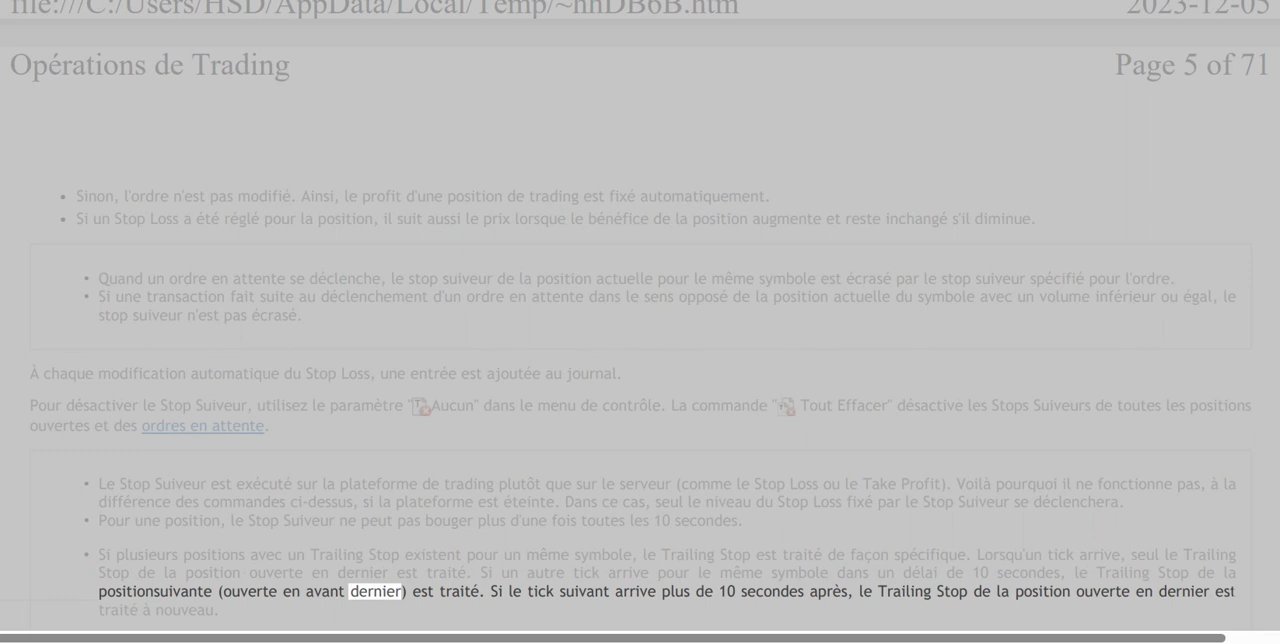 file:///C:/Users/HSD/AppData/Local/Temp/~hhDB6B.htm 2023-12-05
Opérations de Trading Page 5 of 71
• Sinon, l'ordre n'est pas modifié. Ainsi, le profit d'une position de trading est fixé automatiquement.
• Si un Stop Loss a été réglé pour la position, il suit aussi le prix lorsque le bénéfice de la position augmente et reste inchangé s'il diminue.
• Quand un ordre en attente se déclenche, le stop suiveur de la position actuelle pour le même symbole est écrasé par le stop suiveur spécifié pour l'ordre.
• Si une transaction fait suite au déclenchement d'un ordre en attente dans le sens opposé de la position actuelle du symbole avec un volume inférieur ou égal, le
stop suiveur n'est pas écrasé.
À chaque modification automatique du Stop Loss, une entrée est ajoutée au journal.
Pour désactiver le Stop Suiveur, utilisez le paramètre "Aucun" dans le menu de contrôle. La commande " Tout Effacer" désactive les Stops Suiveurs de toutes les positions
ouvertes et des ordres en attente.
• Le Stop Suiveur est exécuté sur la plateforme de trading plutôt que sur le serveur (comme le Stop Loss ou le Take Profit). Voilà pourquoi il ne fonctionne pas, à la
différence des commandes ci-dessus, si la plateforme est éteinte. Dans ce cas, seul le niveau du Stop Loss fixé par le Stop Suiveur se déclenchera.
• Pour une position, le Stop Suiveur ne peut pas bouger plus d'une fois toutes les 10 secondes.
• Si plusieurs positions avec un Trailing Stop existent pour un même symbole, le Trailing Stop est traité de façon spécifique. Lorsqu'un tick arrive, seul le Trailing
Stop de la position ouverte en dernier est traité. Si un autre tick arrive pour le même symbole dans un délai de 10 secondes, le Trailing Stop de la
positionsuivante (ouverte en avant dernier) est traité. Si le tick suivant arrive plus de 10 secondes après, le Trailing Stop de la position ouverte en dernier est
traité à nouveau.